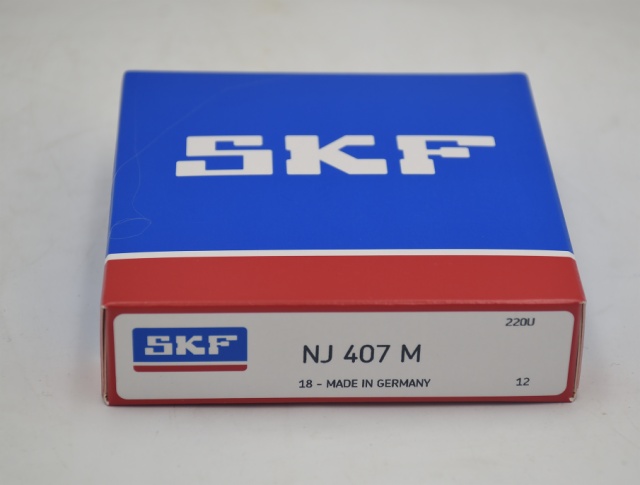 SKF
220U
SKF
NJ 407 M
18 - MADE IN GERMANY
12